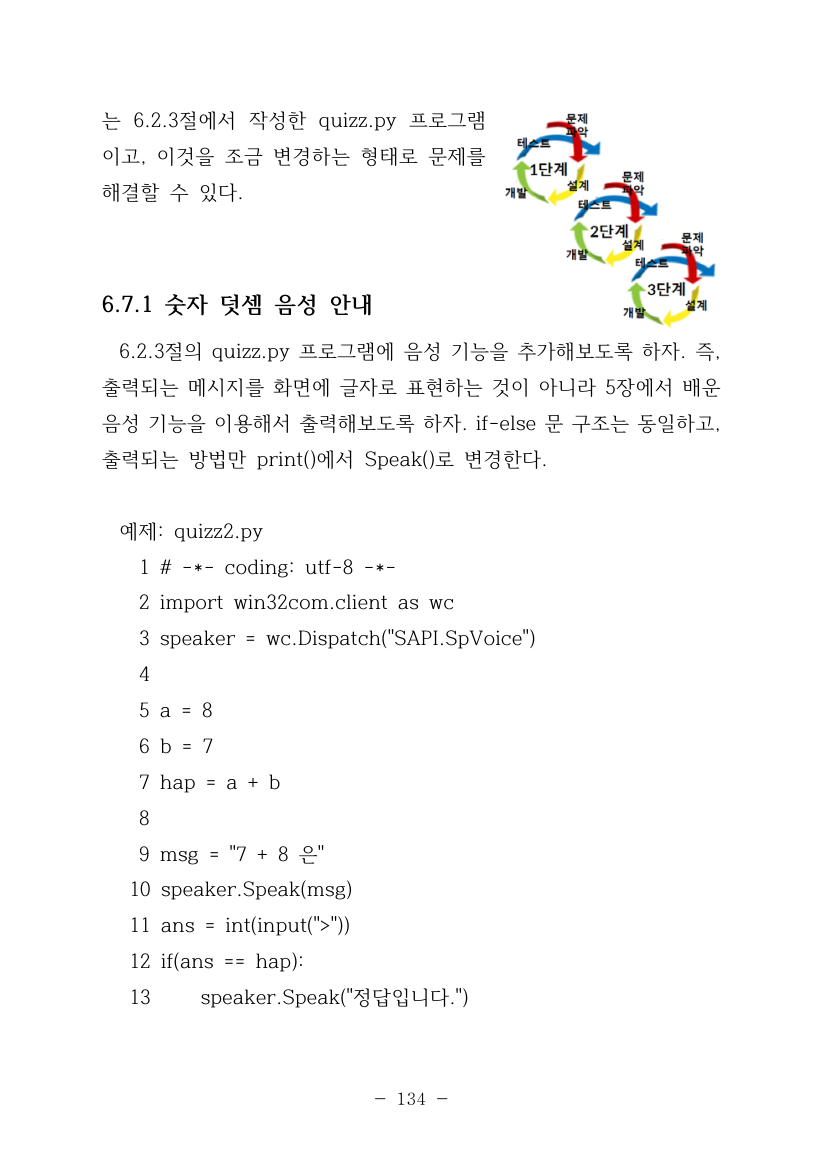 는 6.2.3절에서 작성한 quizz.py 프로그램
이고, 이것을 조금 변경하는 형태로 문제를
해결할 수 있다.
문제
파악
테스트
1단계
개발
설계
문제
파악
테스트
2단계
개발
설계
문제
파악
테스트
3단계
개발
설계
6.7.1 숫자 덧셈 음성 안내
6.2.3절의 quizz.py 프로그램에 음성 기능을 추가해보도록 하자. 즉,
출력되는 메시지를 화면에 글자로 표현하는 것이 아니라 5장에서 배운
음성 기능을 이용해서 출력해보도록 하자. if-else 문 구조는 동일하고,
출력되는 방법만 print()에서 Speak()로 변경한다.
예제: quizz2.py
1 # -*- coding: utf-8 -*-
2 import win32com.client as wc
3 speaker = wc.Dispatch("SAPI.SpVoice")
4
5 a = 8
6 b = 7
7 hap = a + b
8
9 msg = "7 + 8 은"
10 speaker.Speak(msg)
11 ans = int(input(">"))
12 if(ans == hap):
13     speaker.Speak("정답입니다.")
- 134 -